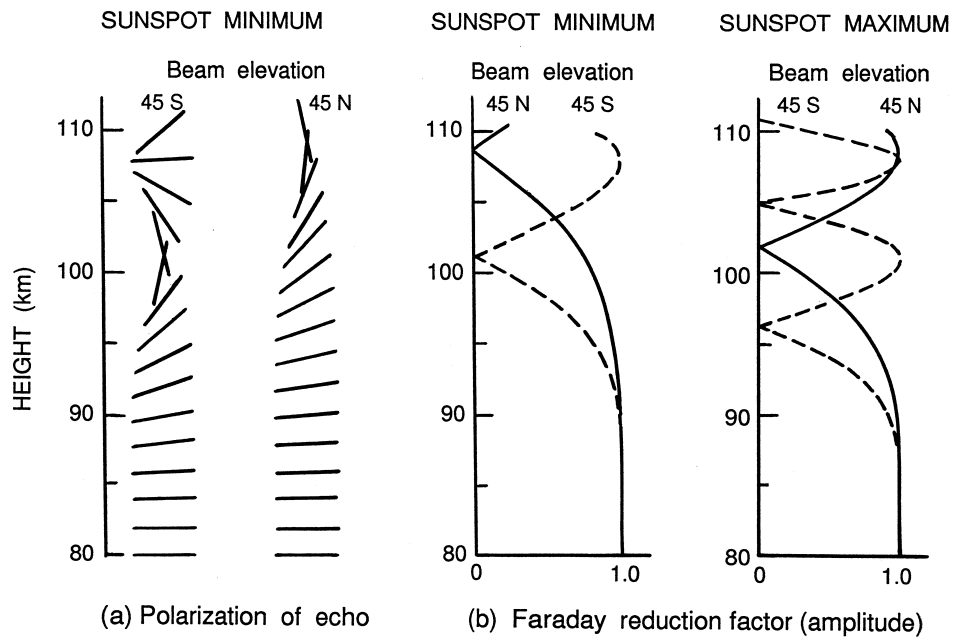 SUNSPOT MINIMUM
Beam elevation
45 S 45 N
110
100
90
80
HEIGHT (km)
(a) Polarization of echo
SUNSPOT MINIMUM
Beam elevation
45 N 45 S
110
100
90
80
0 1.0
SUNSPOT MAXIMUM
Beam elevation
45 S 45 N
110
100
90
80
0 1.0
(b) Faraday reduction factor (amplitude)